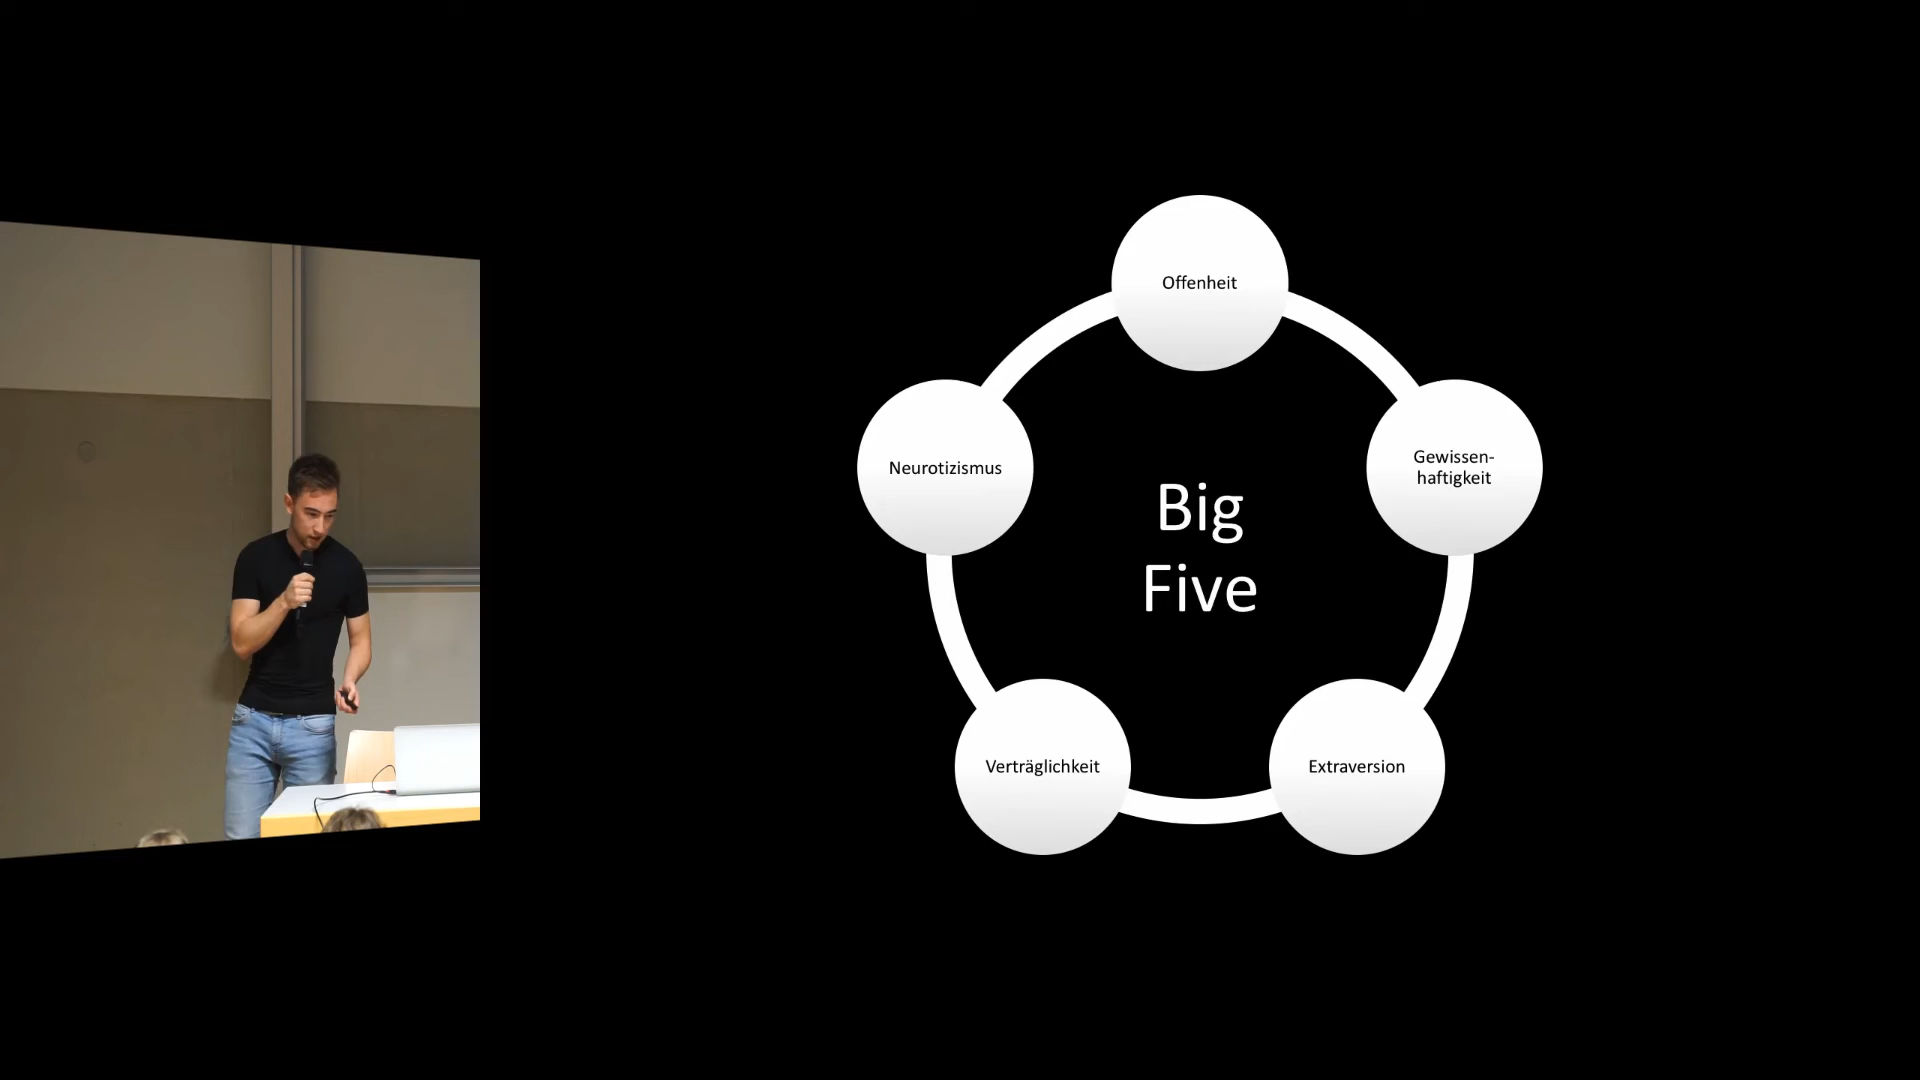 Offenheit
Gewissen-
haftigkeit
Extraversion
Verträglichkeit
Neurotizismus
Big
Five